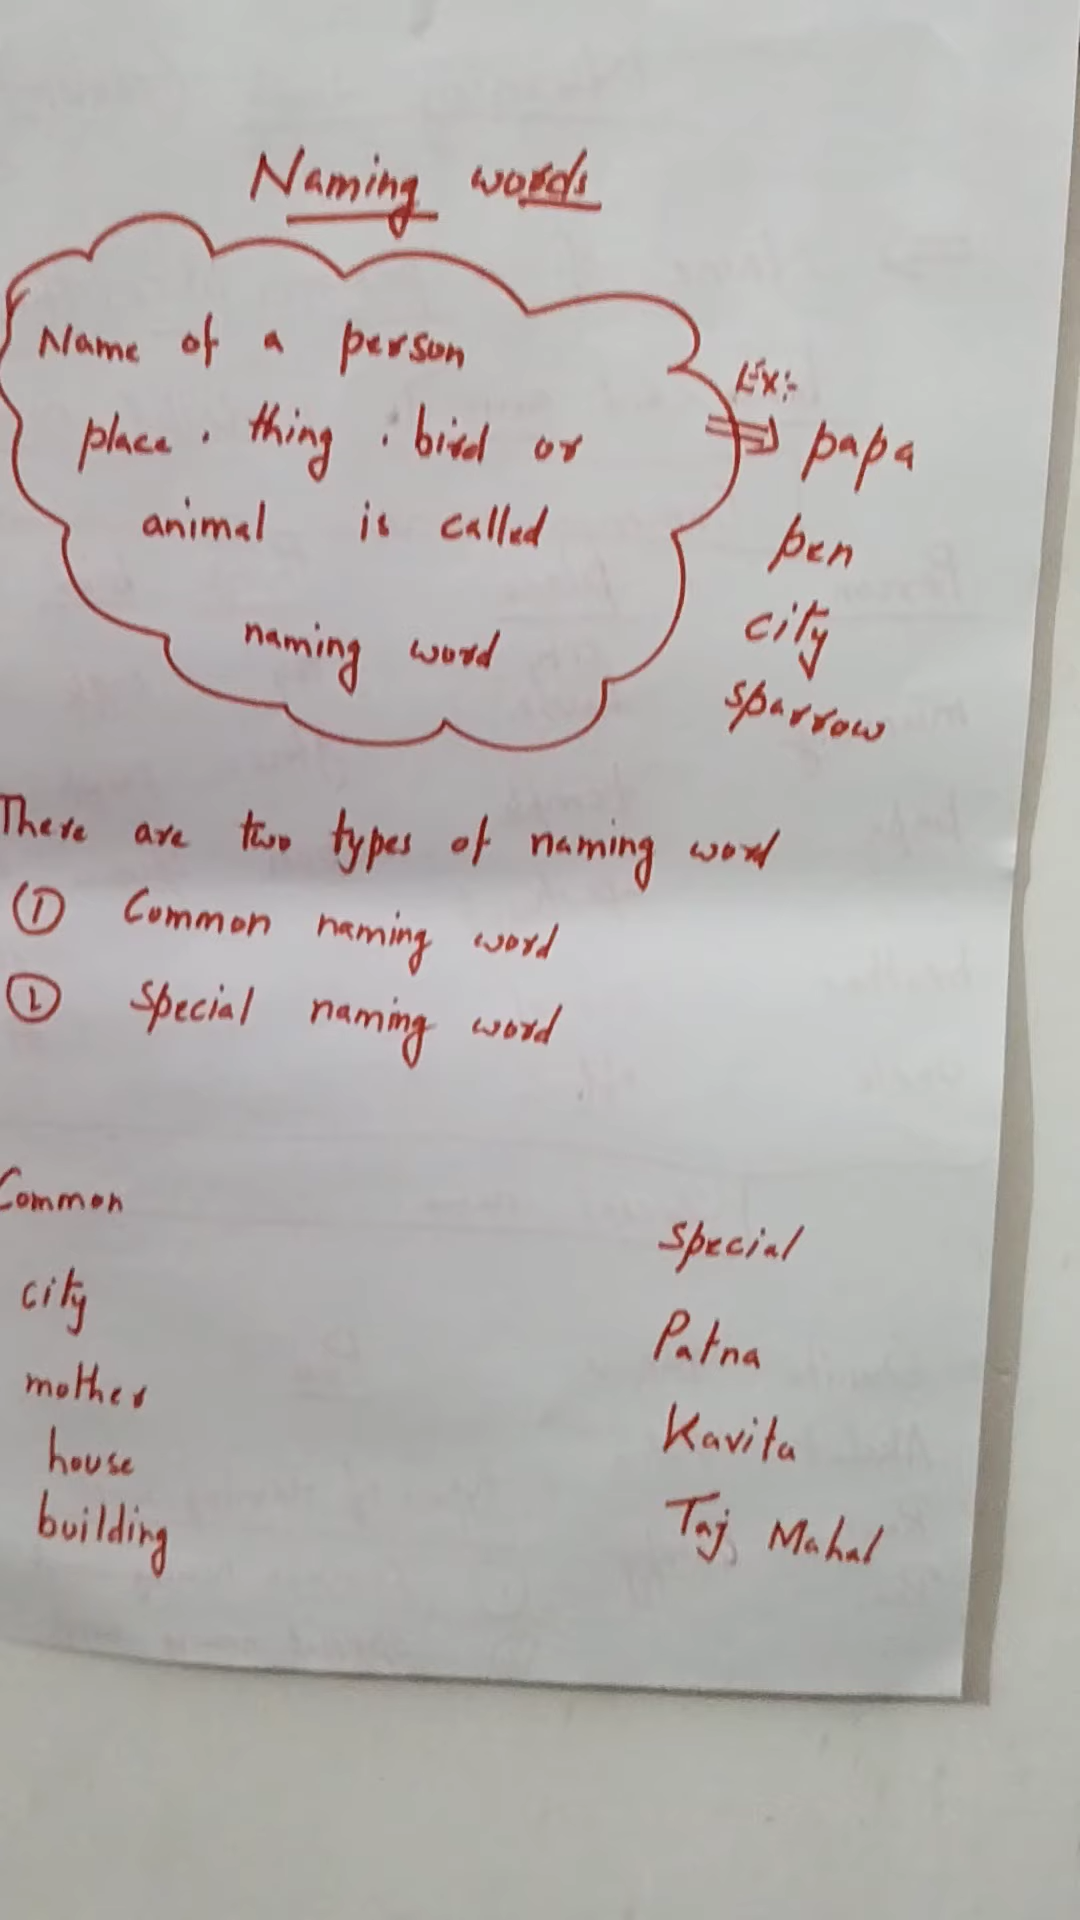 Naming words
Name of a person
place, thing, bird or
animal is called
naming word
Ex:-
papa
pen
city
sparrow
There are two types of naming word
① Common naming word
② Special naming word
Common
city
mother
house
building
Special
Patna
Kavita
Taj Mahal